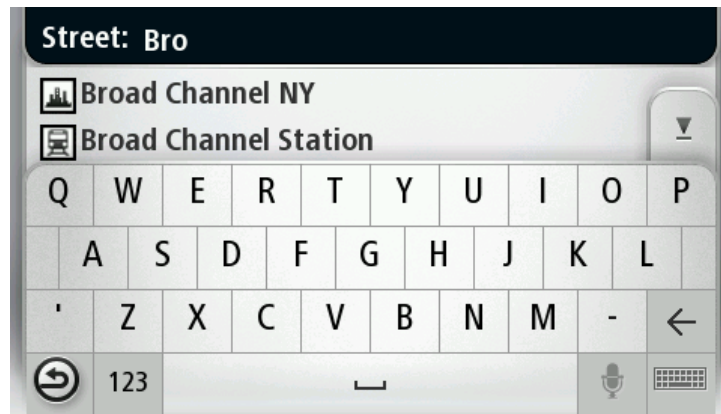 Street: Bro
Broad Channel NY
Broad Channel Station
Q W E R T Y U I O P
A S D F G H J K L
' Z X C V B N M -
123